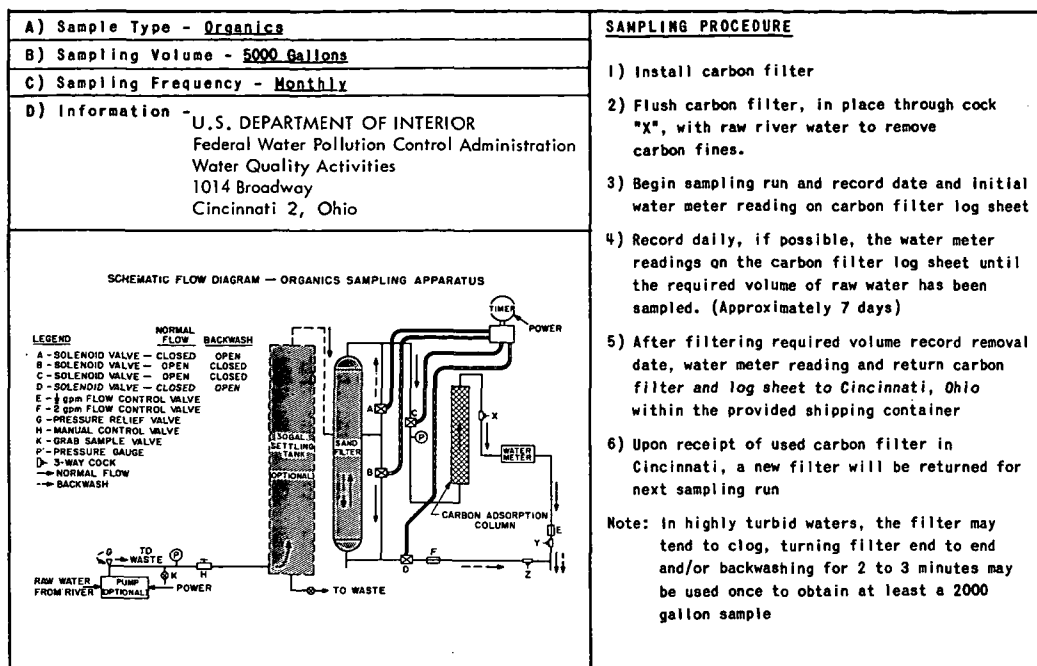 A) Sample Type - Organics
B) Sampling Volume - 5000 Gallons
C) Sampling Frequency - Monthly
D) Information -
U.S. DEPARTMENT OF INTERIOR
Federal Water Pollution Control Administration
Water Quality Activities
1014 Broadway
Cincinnati 2, Ohio
SCHEMATIC FLOW DIAGRAM — ORGANICS SAMPLING APPARATUS
LEGEND NORMAL FLOW BACKWASH
A - SOLENOID VALVE — CLOSED OPEN
B - SOLENOID VALVE — OPEN CLOSED
C - SOLENOID VALVE — OPEN CLOSED
D - SOLENOID VALVE — CLOSED OPEN
E - ½ gpm FLOW CONTROL VALVE
F - 2 gpm FLOW CONTROL VALVE
G - PRESSURE RELIEF VALVE
H - MANUAL CONTROL VALVE
K - GRAB SAMPLE VALVE
P - PRESSURE GAUGE
3-WAY COCK
NORMAL FLOW
BACKWASH
TIMER
POWER
A
B
C
P
X
WATER METER
SETTLING TANK
OPTIONAL
SAND FILTER
CARBON ADSORPTION COLUMN
E
Y
D
F
Z
G
TO WASTE
P
K
H
RAW WATER FROM RIVER
PUMP
(OPTIONAL)
POWER
TO WASTE
SAMPLING PROCEDURE
1) Install carbon filter
2) Flush carbon filter, in place through cock
"X", with raw river water to remove
carbon fines.
3) Begin sampling run and record date and initial
water meter reading on carbon filter log sheet
4) Record daily, if possible, the water meter
readings on the carbon filter log sheet until
the required volume of raw water has been
sampled. (Approximately 7 days)
5) After filtering required volume record removal
date, water meter reading and return carbon
filter and log sheet to Cincinnati, Ohio
within the provided shipping container
6) Upon receipt of used carbon filter in
Cincinnati, a new filter will be returned for
next sampling run
Note: In highly turbid waters, the filter may
tend to clog, turning filter end to end
and/or backwashing for 2 to 3 minutes may
be used once to obtain at least a 2000
gallon sample